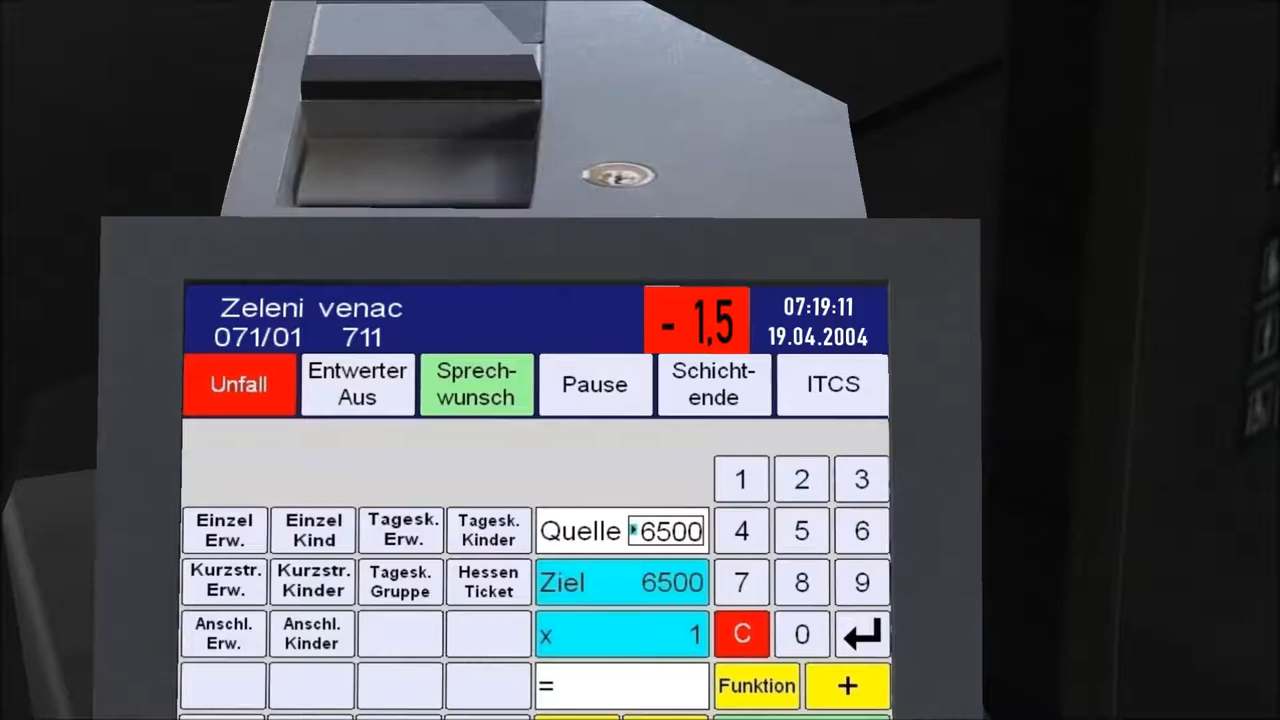 Zeleni venac
071/01 711
- 1,5
07:19:11
19.04.2004
Unfall
Entwerter
Aus
Sprech-
wunsch
Pause
Schicht-
ende
ITCS
1 2 3
Einzel
Erw.
Einzel
Kind
Tagesk.
Erw.
Tagesk.
Kinder
Quelle 6500
4 5 6
Kurzstr.
Erw.
Kurzstr.
Kinder
Tagesk.
Gruppe
Hessen
Ticket
Ziel 6500
7 8 9
Anschl.
Erw.
Anschl.
Kinder
x 1
C 0
=
Funktion +